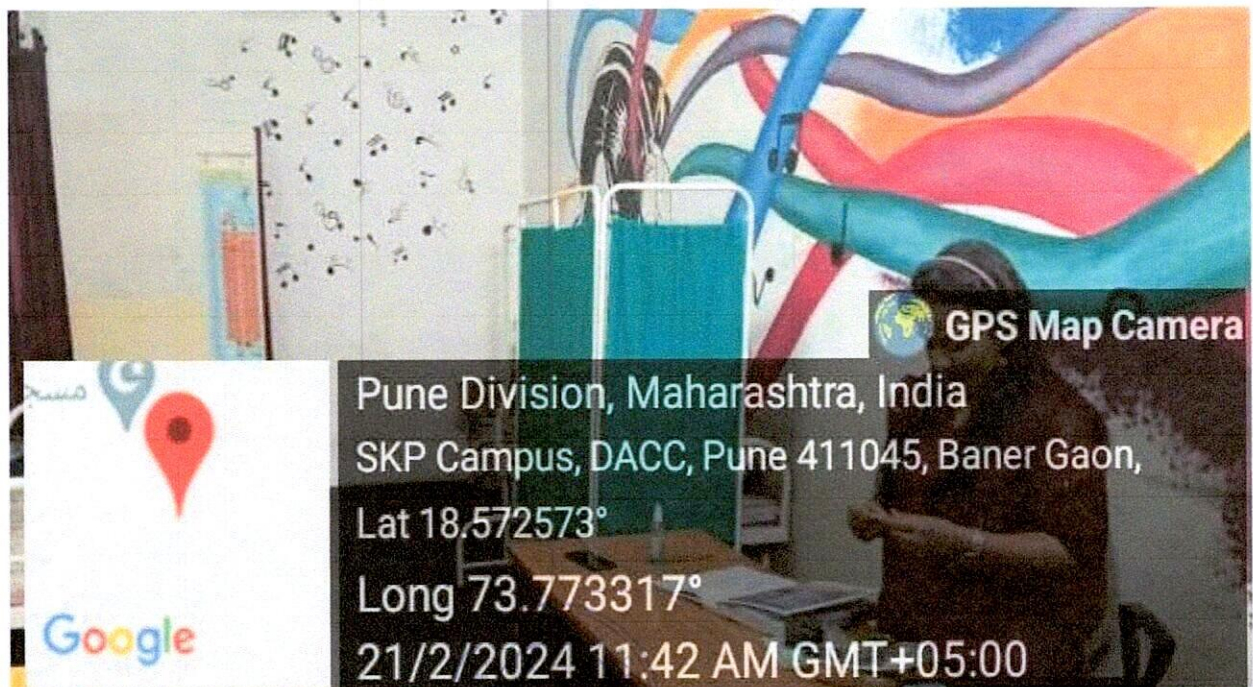 GPS Map Camera
مسجد
Pune Division, Maharashtra, India
SKP Campus, DACC, Pune 411045, Baner Gaon,
Lat 18.572573°
Long 73.773317°
Google
21/2/2024 11:42 AM GMT+05:00